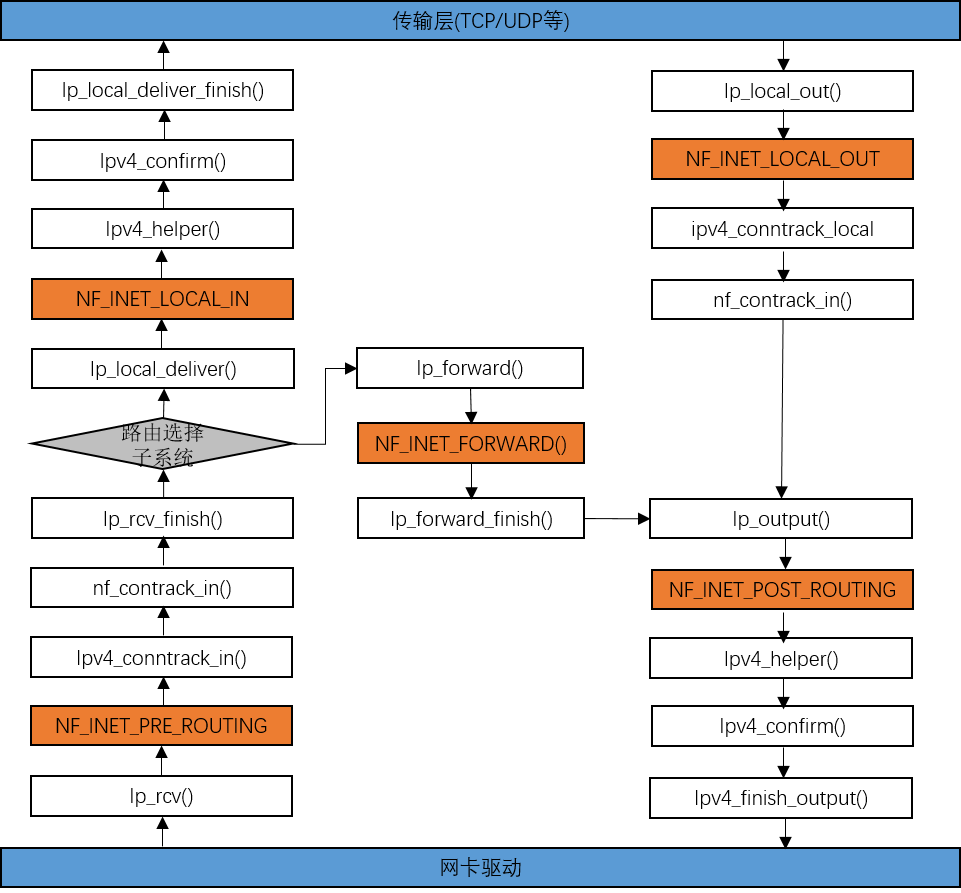 传输层(TCP/UDP等)
Ip_local_deliver_finish()
Ipv4_confirm()
Ipv4_helper()
NF_INET_LOCAL_IN
Ip_local_deliver()
路由选择
子系统
Ip_rcv_finish()
nf_contrack_in()
Ipv4_conntrack_in()
NF_INET_PRE_ROUTING
Ip_rcv()
Ip_forward()
NF_INET_FORWARD()
Ip_forward_finish()
Ip_local_out()
NF_INET_LOCAL_OUT
ipv4_conntrack_local
nf_contrack_in()
Ip_output()
NF_INET_POST_ROUTING
Ipv4_helper()
Ipv4_confirm()
Ipv4_finish_output()
网卡驱动